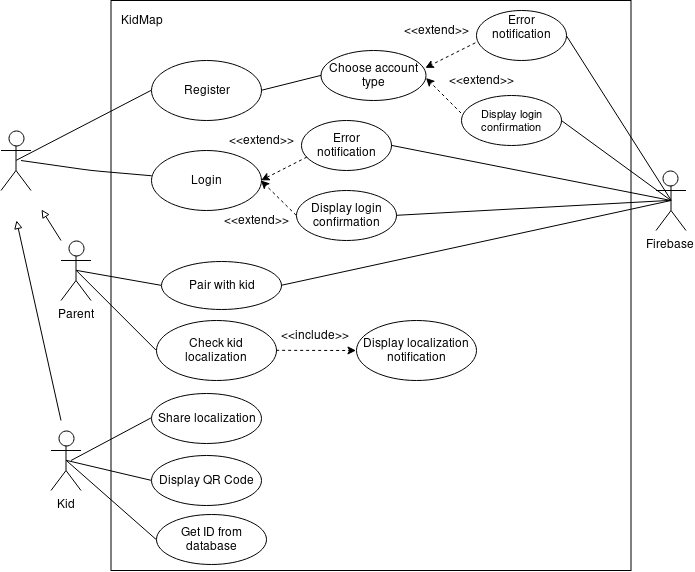 KidMap
Error
notification
<<extend>>
Choose account
type
Register
<<extend>>
Display login
confirmation
Error
notification
<<extend>>
Login
Display login
confirmation
<<extend>>
Firebase
Pair with kid
Parent
<<include>>
Check kid
localization
Display localization
notification
Share localization
Display QR Code
Kid
Get ID from
database